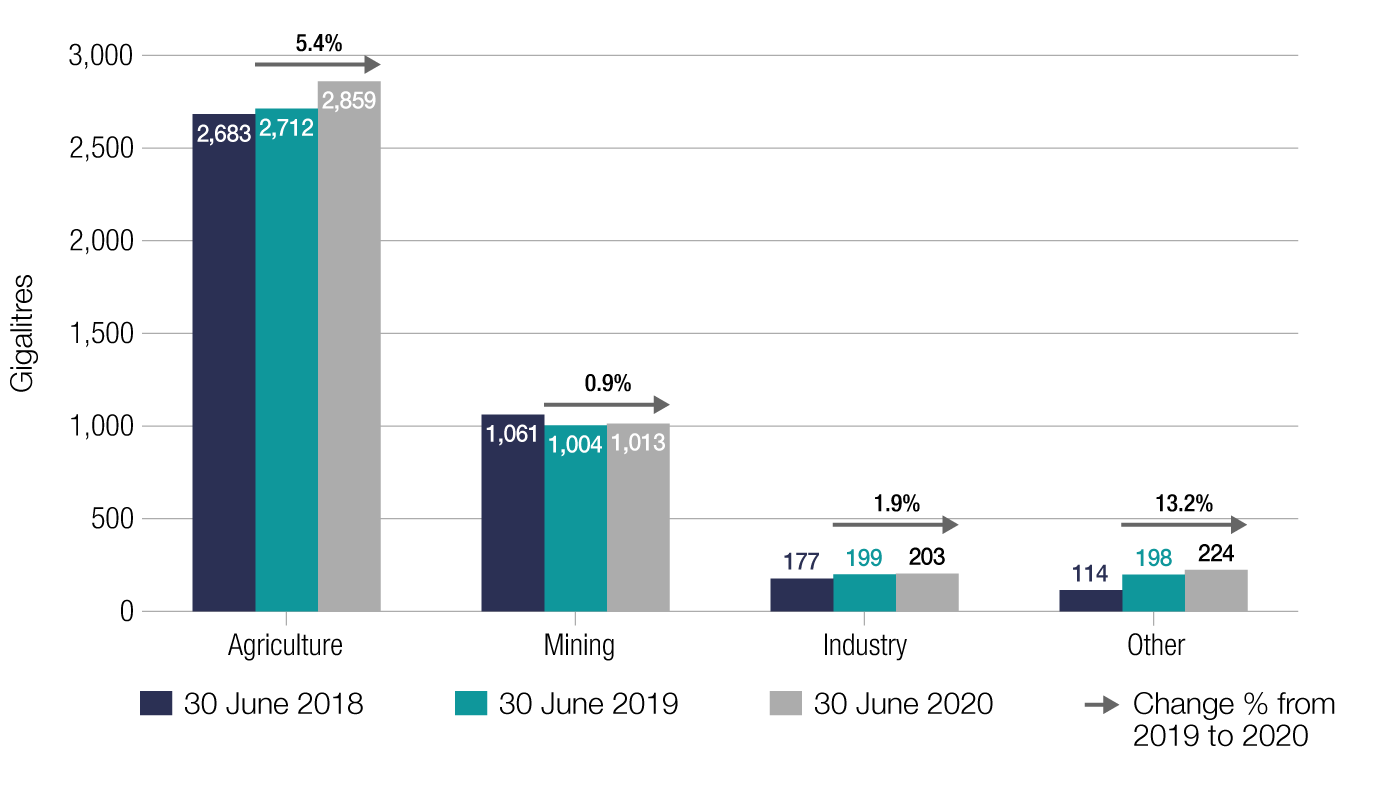 Gigalitres
3,000
2,500
2,000
1,500
1,000
500
0
5.4%
2,683
2,712
2,859
0.9%
1,061
1,004
1,013
1.9%
177
199
203
13.2%
114
198
224
Agriculture
Mining
Industry
Other
30 June 2018
30 June 2019
30 June 2020
Change % from
2019 to 2020